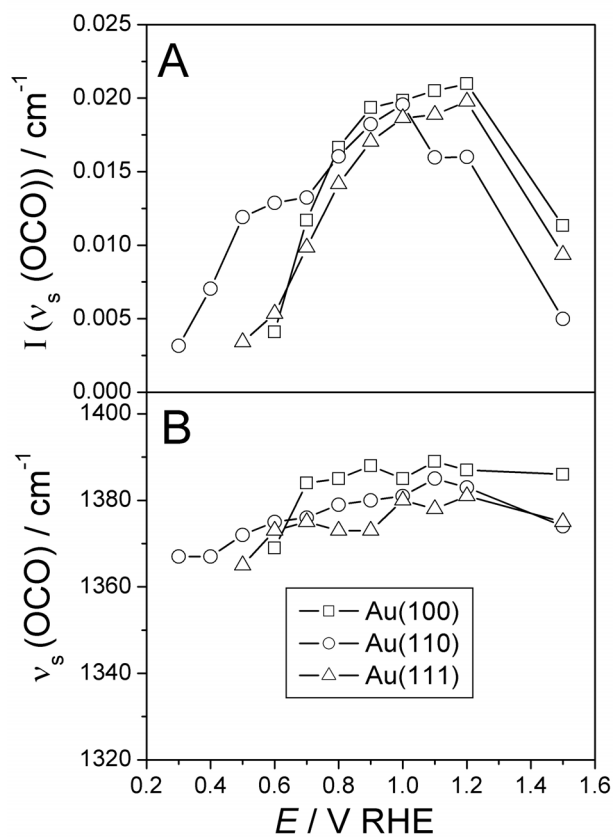 A
0.025
0.020
0.015
0.010
0.005
0.000
I (νs (OCO)) / cm-1
B
1400
1380
1360
1340
1320
νs (OCO) / cm-1
Au(100)
Au(110)
Au(111)
0.2 0.4 0.6 0.8 1.0 1.2 1.4 1.6
E / V RHE